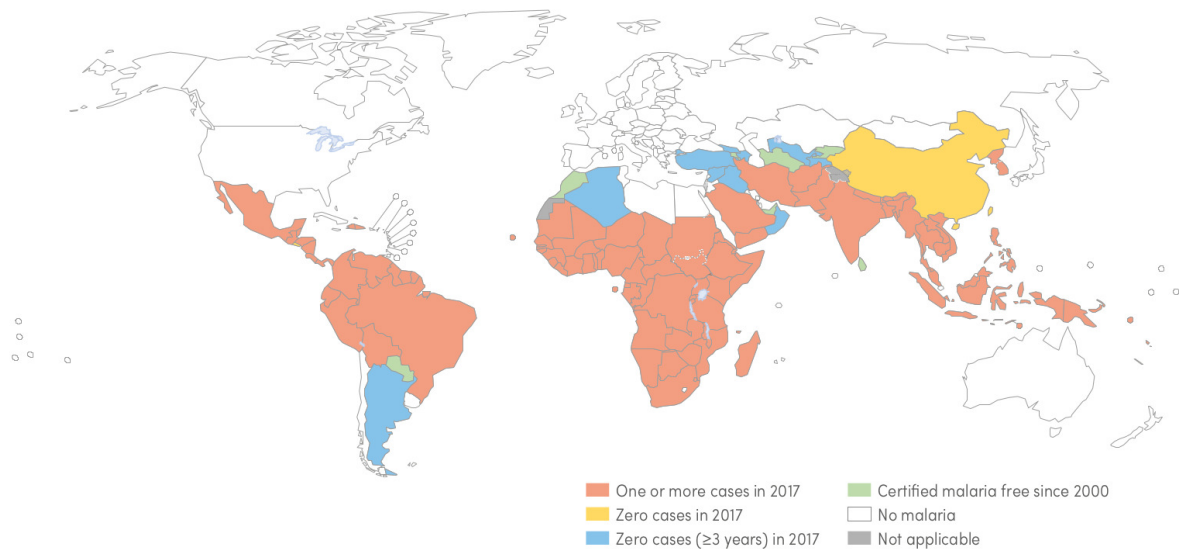 One or more cases in 2017
Zero cases in 2017
Zero cases (≥3 years) in 2017
Certified malaria free since 2000
No malaria
Not applicable